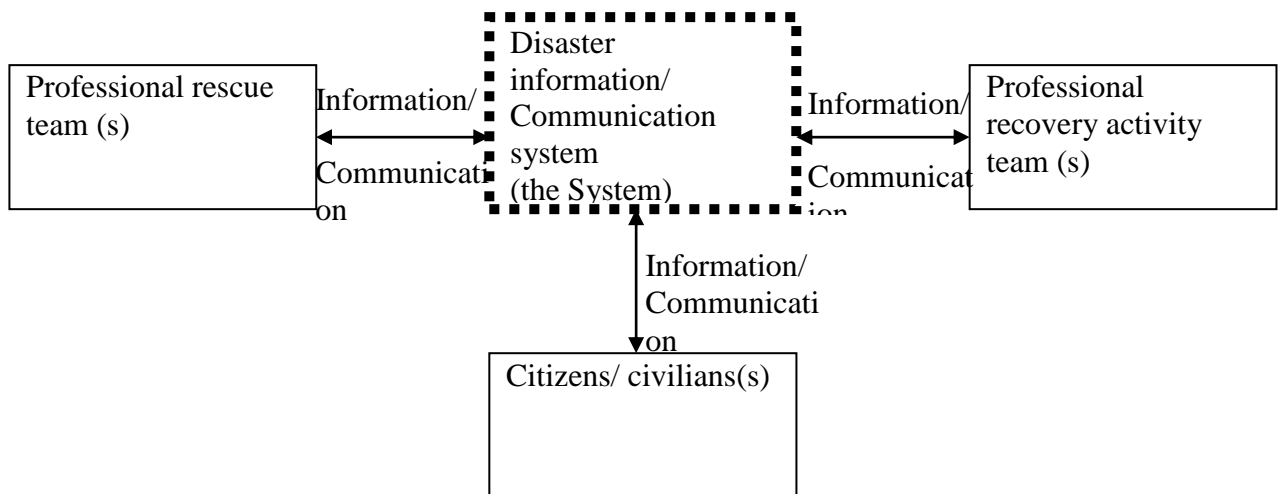 Disaster
information/
Communication
system
(the System)
Professional rescue
team (s)
Information/
Communicati
on
Information/
Communicat
ion
Professional
recovery activity
team (s)
Information/
Communicati
on
Citizens/ civilians(s)